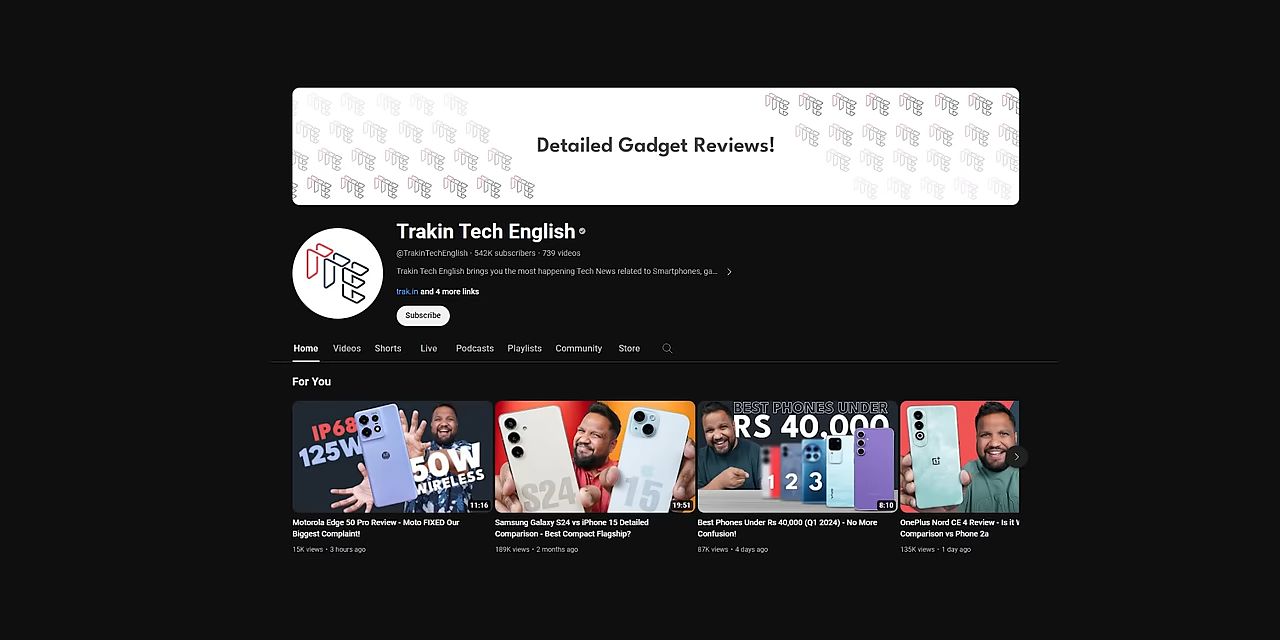 Detailed Gadget Reviews!
Trakin Tech English
@TrakinTechEnglish · 542K subscribers · 739 videos
Trakin Tech English brings you the most happening Tech News related to Smartphones, ga...
trak.in and 4 more links
Subscribe
Home Videos Shorts Live Podcasts Playlists Community Store
For You
IP68
125W
50W
WIRELESS
11:16
S24
15
19:51
BEST PHONES UNDER
RS 40,000
1 2 3
8:10
Motorola Edge 50 Pro Review - Moto FIXED Our
Biggest Complaint!
15K views • 3 hours ago
Samsung Galaxy S24 vs iPhone 15 Detailed
Comparison - Best Compact Flagship?
189K views • 2 months ago
Best Phones Under Rs 40,000 (Q1 2024) - No More
Confusion!
87K views • 4 days ago
OnePlus Nord CE 4 Review - Is it
Comparison vs Phone 2a
135K views • 1 day ago